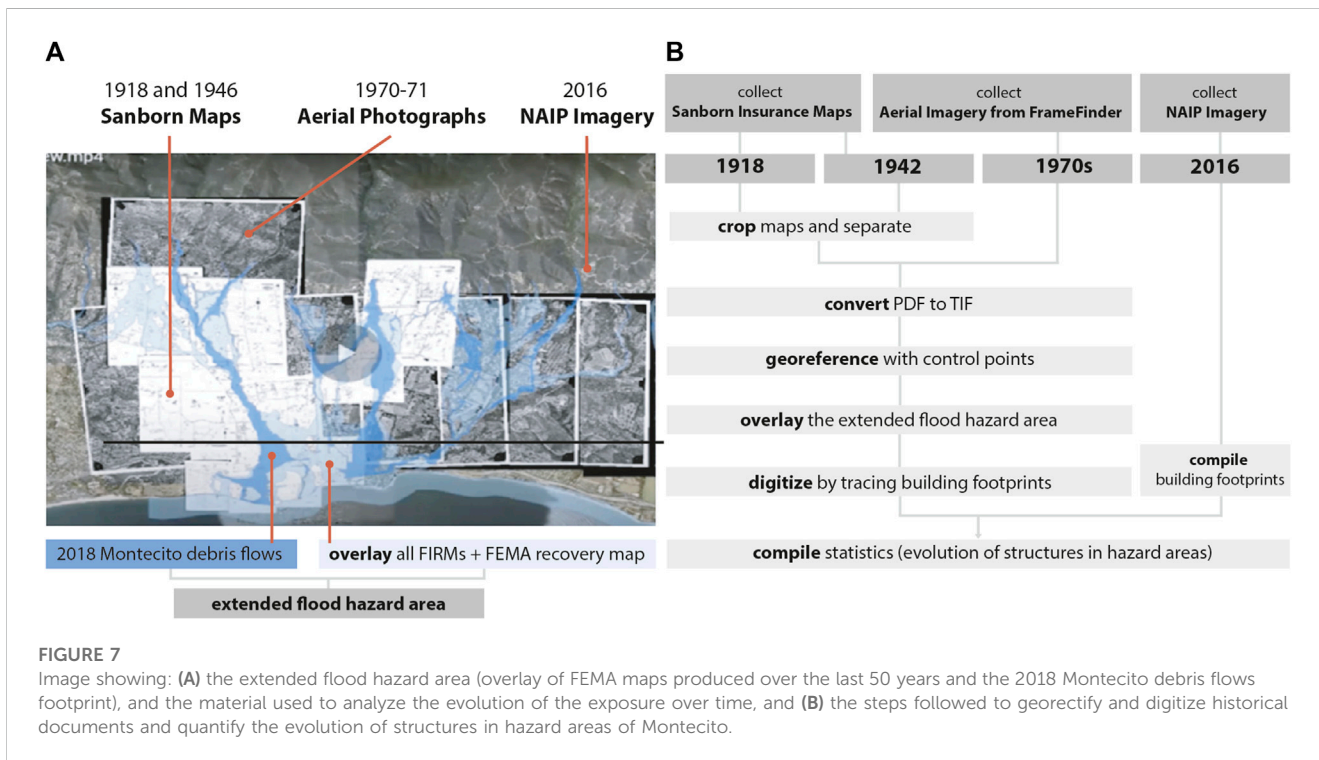 A
1918 and 1946
Sanborn Maps
1970-71
Aerial Photographs
2016
NAIP Imagery
ew.mp4
2018 Montecito debris flows
overlay all FIRMs + FEMA recovery map
extended flood hazard area
B
collect
Sanborn Insurance Maps
collect
Aerial Imagery from FrameFinder
collect
NAIP Imagery
1918
1942
1970s
2016
crop maps and separate
convert PDF to TIF
georeference with control points
overlay the extended flood hazard area
digitize by tracing building footprints
compile
building footprints
compile statistics (evolution of structures in hazard areas)
FIGURE 7
Image showing: (A) the extended flood hazard area (overlay of FEMA maps produced over the last 50 years and the 2018 Montecito debris flows
footprint), and the material used to analyze the evolution of the exposure over time, and (B) the steps followed to georectify and digitize historical
documents and quantify the evolution of structures in hazard areas of Montecito.